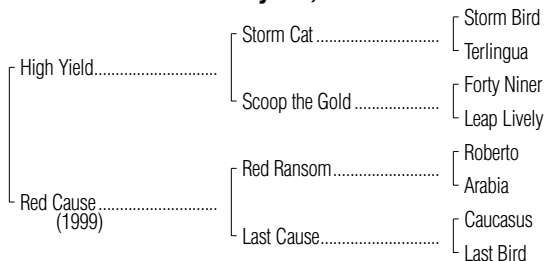 Storm Bird
Storm Cat
Terlingua
High Yield
Forty Niner
Scoop the Gold
Leap Lively
Roberto
Red Ransom
Arabia
Red Cause
(1999)
Caucasus
Last Cause
Last Bird